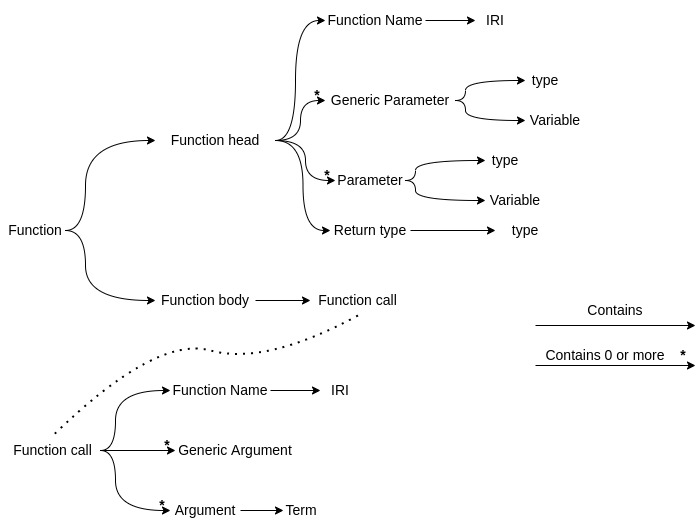 Function Name IRI
* Generic Parameter type
Variable
Function head
* Parameter type
Variable
Function
Return type type
Function body Function call
Contains
Contains 0 or more *
Function Name IRI
Function call
* Generic Argument
* Argument Term